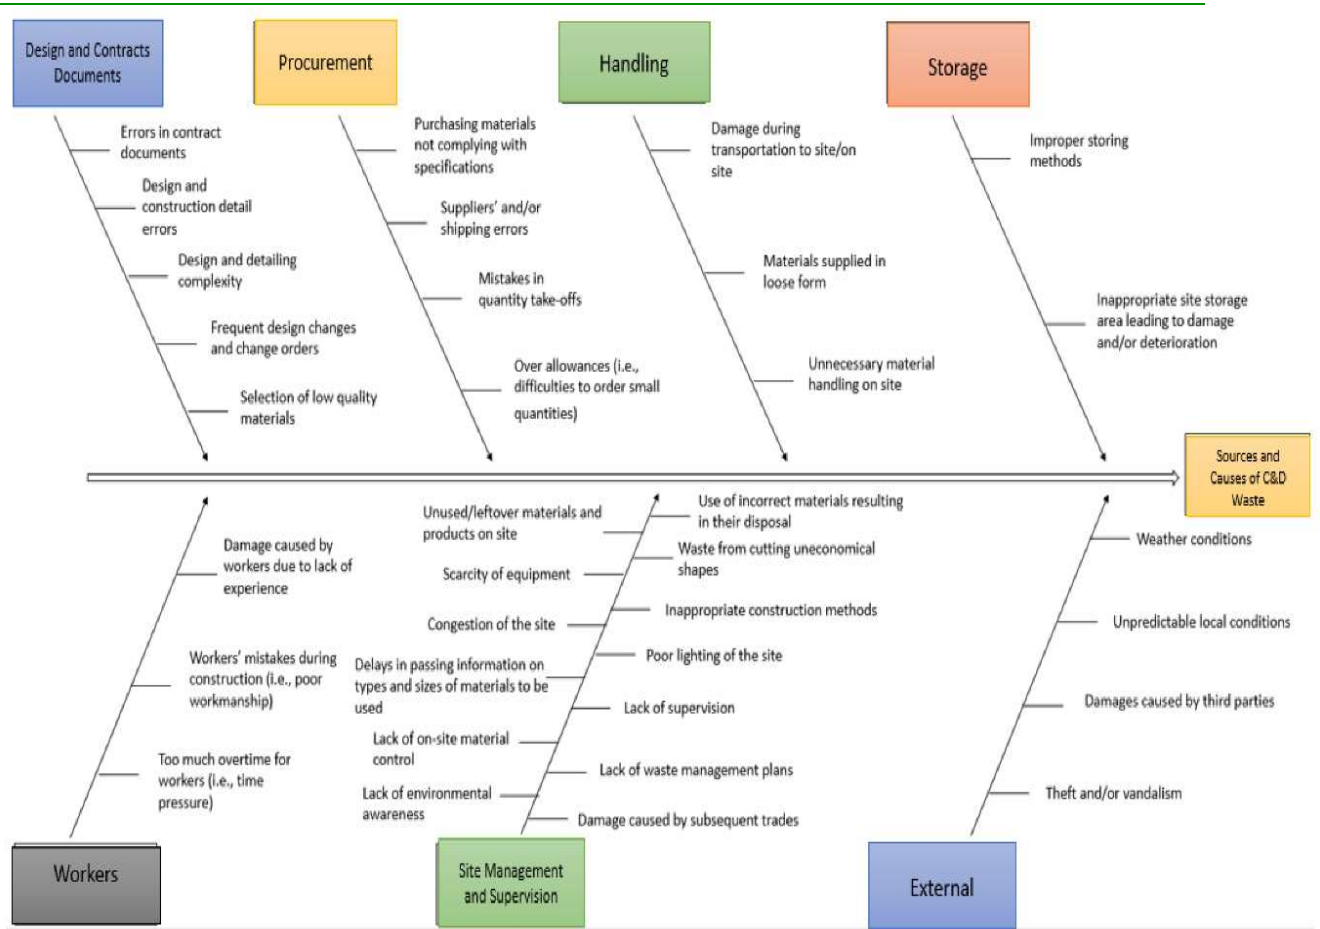 Design and Contracts
Documents
Procurement
Handling
Storage
Errors in contract
documents
Design and
construction detail
errors
Design and detailing
complexity
Frequent design changes
and change orders
Selection of low quality
materials
Purchasing materials
not complying with
specifications
Suppliers' and/or
shipping errors
Mistakes in
quantity take-offs
Over allowances (i.e.,
difficulties to order small
quantities)
Damage during
transportation to site/on
site
Materials supplied in
loose form
Unnecessary material
handling on site
Improper storing
methods
Inappropriate site storage
area leading to damage
and/or deterioration
Sources and
Causes of C&D
Waste
Damage caused by
workers due to lack of
experience
Workers' mistakes during
construction (i.e., poor
workmanship)
Too much overtime for
workers (i.e., time
pressure)
Unused/leftover materials and
products on site
Scarcity of equipment
Congestion of the site
Delays in passing information on
types and sizes of materials to be
used
Lack of on-site material
control
Lack of environmental
awareness
Use of incorrect materials resulting
in their disposal
Waste from cutting uneconomical
shapes
Inappropriate construction methods
Poor lighting of the site
Lack of supervision
Lack of waste management plans
Damage caused by subsequent trades
Weather conditions
Unpredictable local conditions
Damages caused by third parties
Theft and/or vandalism
Workers
Site Management
and Supervision
External